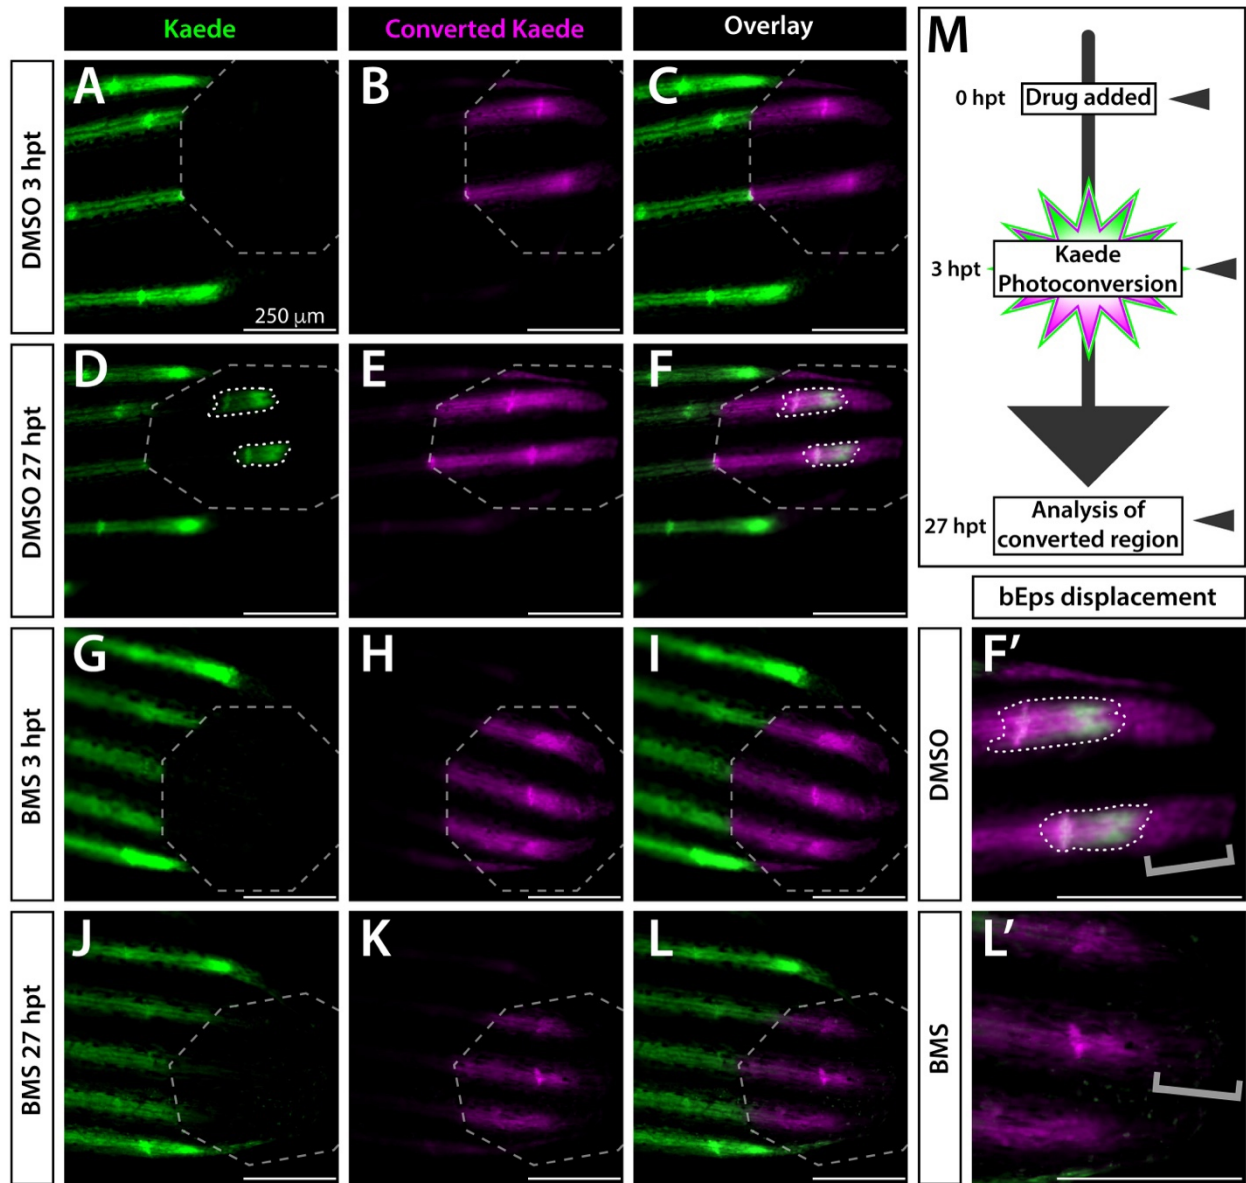 Kaede
Converted Kaede
Overlay
M
0 hpt
Drug added
3 hpt
Kaede
Photoconversion
27 hpt
Analysis of
converted region
DMSO 3 hpt
A
B
C
250 μm
DMSO 27 hpt
D
E
F
bEps displacement
BMS 3 hpt
G
H
I
DMSO
F′
BMS 27 hpt
J
K
L
BMS
L′